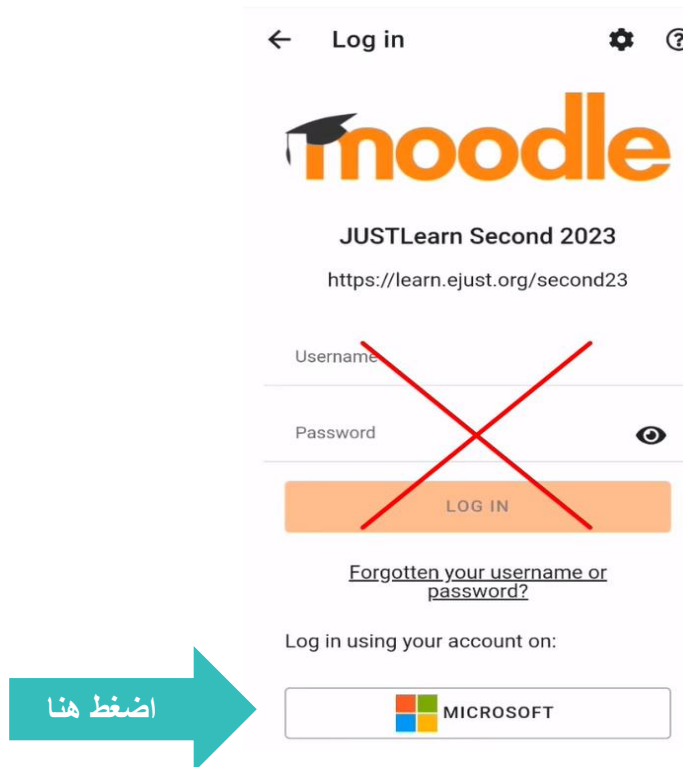 Log in
moodle
JUSTLearn Second 2023
https://learn.ejust.org/second23
Username
Password
LOG IN
Forgotten your username or
password?
Log in using your account on:
اضغط هنا
MICROSOFT